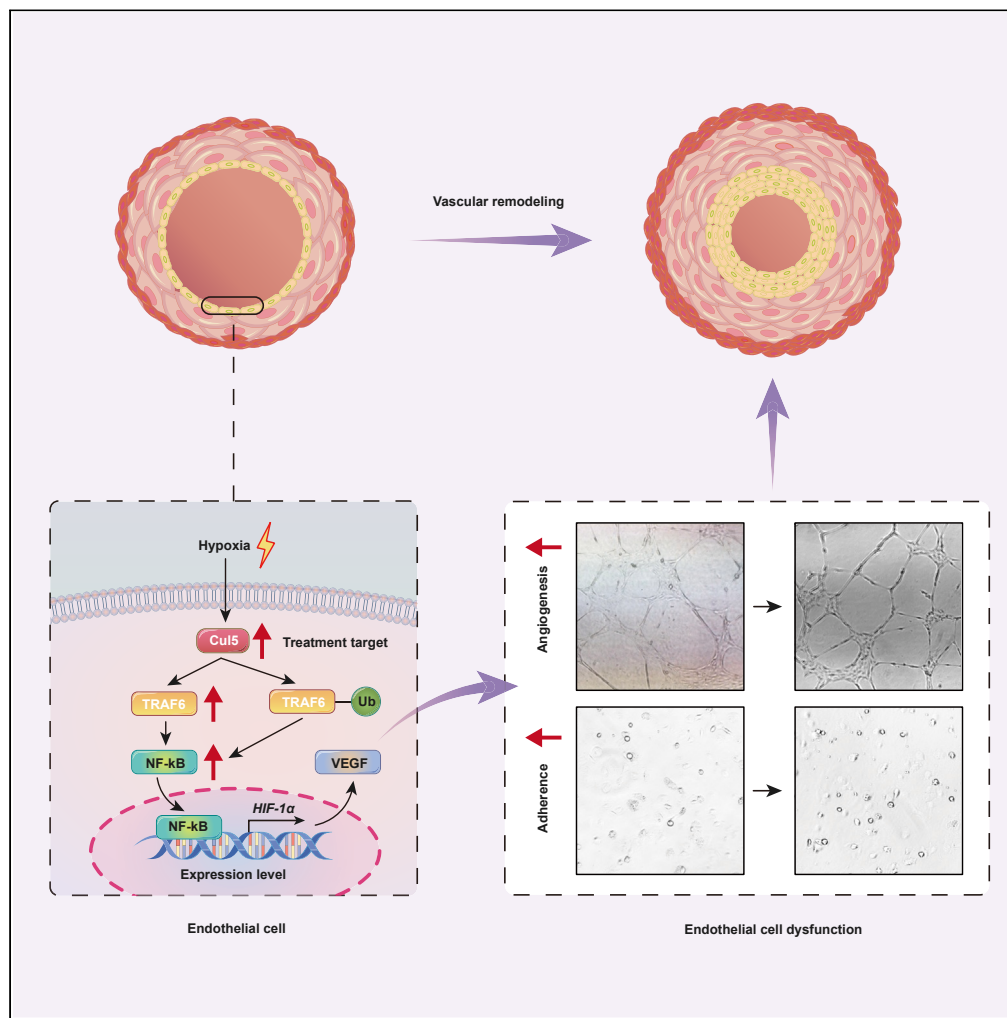 Vascular remodeling
Hypoxia
Cul5
Treatment target
TRAF6
TRAF6
Ub
NF-kB
VEGF
HIF-1α
NF-kB
Expression level
Endothelial cell
Angiogenesis
Adherence
Endothelial cell dysfunction